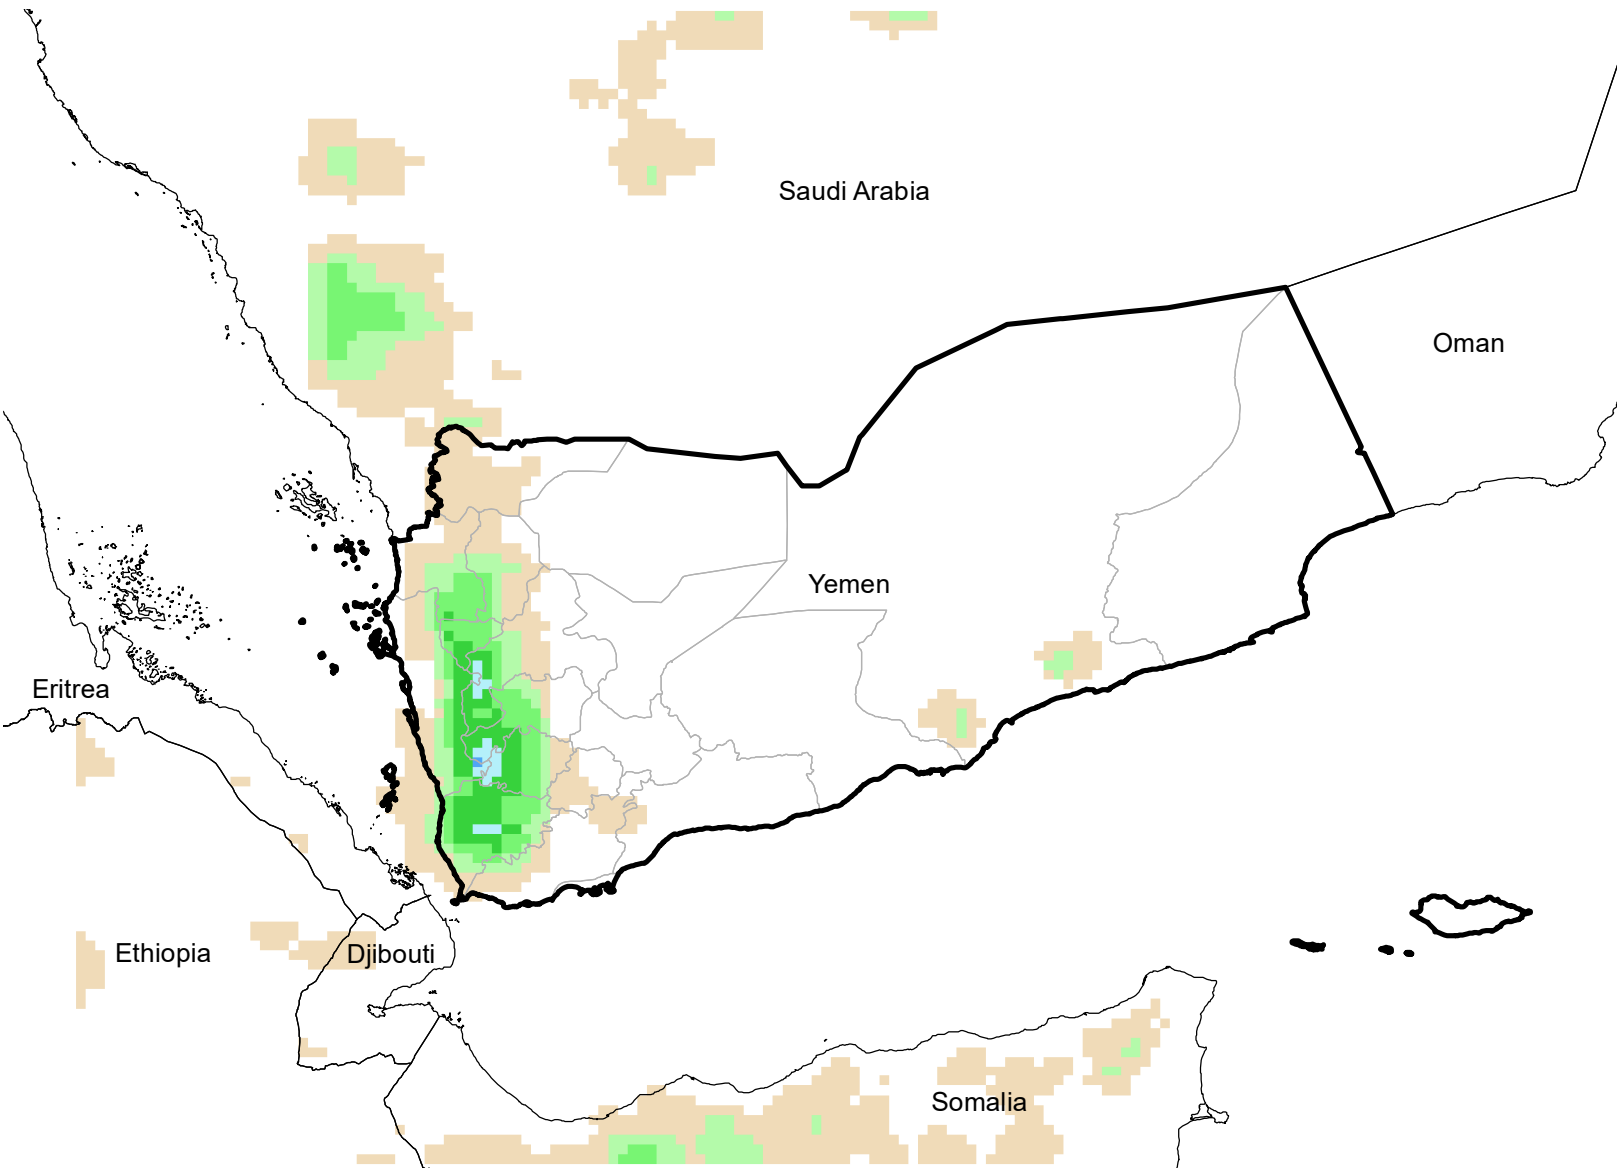 Saudi Arabia
Oman
Yemen
Eritrea
Ethiopia
Djibouti
Somalia